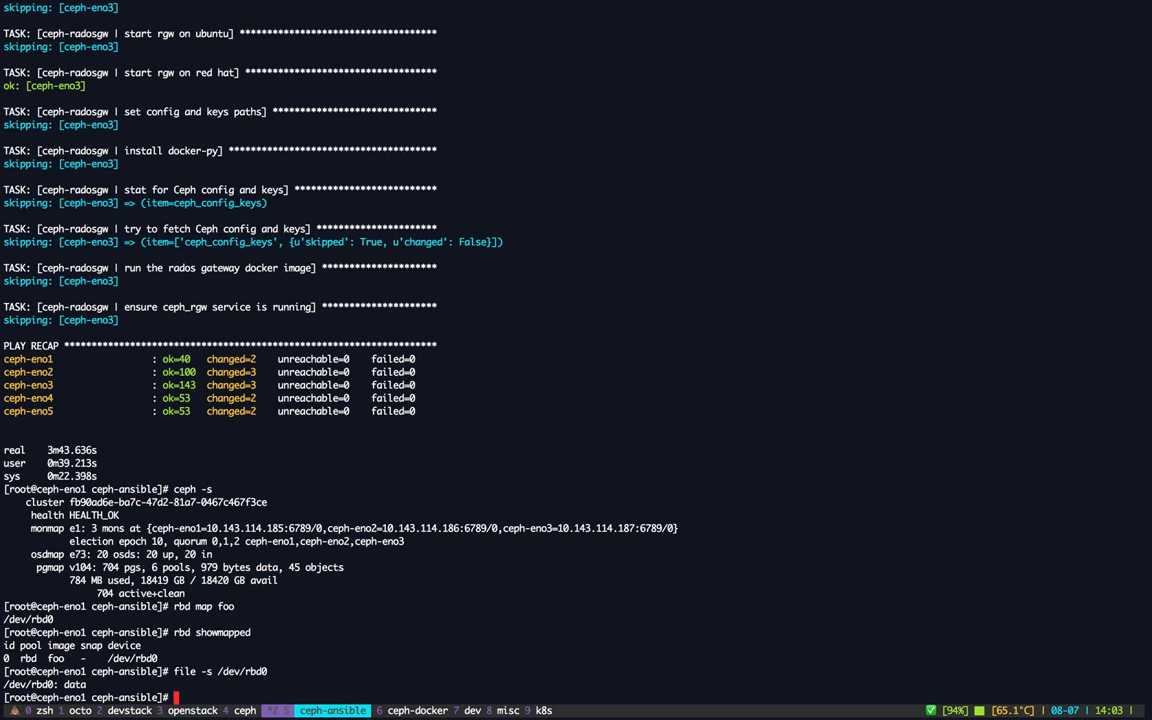 skipping: [ceph-eno3]
TASK: [ceph-radosgw | start rgw on ubuntu] ************************************
skipping: [ceph-eno3]
TASK: [ceph-radosgw | start rgw on red hat] ***********************************
ok: [ceph-eno3]
TASK: [ceph-radosgw | set config and keys paths] ******************************
skipping: [ceph-eno3]
TASK: [ceph-radosgw | install docker-py] **************************************
skipping: [ceph-eno3]
TASK: [ceph-radosgw | stat for Ceph config and keys] **************************
skipping: [ceph-eno3] => (item=ceph_config_keys)
TASK: [ceph-radosgw | try to fetch Ceph config and keys] **********************
skipping: [ceph-eno3] => (item=['ceph_config_keys', {u'skipped': True, u'changed': False}])
TASK: [ceph-radosgw | run the rados gateway docker image] *********************
skipping: [ceph-eno3]
TASK: [ceph-radosgw | ensure ceph_rgw service is running] *********************
skipping: [ceph-eno3]
PLAY RECAP ********************************************************************
ceph-eno1 : ok=40 changed=2 unreachable=0 failed=0
ceph-eno2 : ok=100 changed=3 unreachable=0 failed=0
ceph-eno3 : ok=143 changed=3 unreachable=0 failed=0
ceph-eno4 : ok=53 changed=2 unreachable=0 failed=0
ceph-eno5 : ok=53 changed=2 unreachable=0 failed=0
real 3m43.636s
user 0m39.213s
sys 0m22.398s
[root@ceph-eno1 ceph-ansible]# ceph -s
cluster fb90ad6e-ba7c-47d2-81a7-0467c467f3ce
health HEALTH_OK
monmap e1: 3 mons at {ceph-eno1=10.143.114.185:6789/0,ceph-eno2=10.143.114.186:6789/0,ceph-eno3=10.143.114.187:6789/0}
election epoch 10, quorum 0,1,2 ceph-eno1,ceph-eno2,ceph-eno3
osdmap e73: 20 osds: 20 up, 20 in
pgmap v104: 704 pgs, 6 pools, 979 bytes data, 45 objects
784 MB used, 18419 GB / 18420 GB avail
704 active+clean
[root@ceph-eno1 ceph-ansible]# rbd map foo
/dev/rbd0
[root@ceph-eno1 ceph-ansible]# rbd showmapped
id pool image snap device
0 rbd foo - /dev/rbd0
[root@ceph-eno1 ceph-ansible]# file -s /dev/rbd0
/dev/rbd0: data
[root@ceph-eno1 ceph-ansible]#
0 zsh 1 octo 2 devstack 3 openstack 4 ceph *Z 5 ceph-ansible 6 ceph-docker 7 dev 8 misc 9 k8s [94%] [65.1°C] | 08-07 | 14:03 |